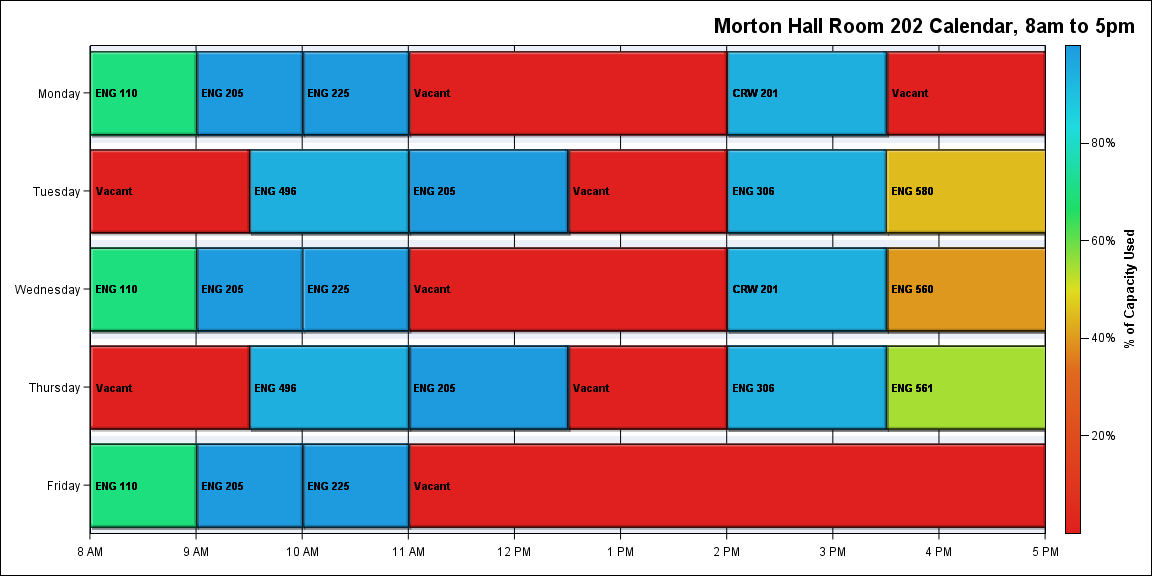 Morton Hall Room 202 Calendar, 8am to 5pm
Monday
ENG 110
ENG 205
ENG 225
Vacant
CRW 201
Vacant
Tuesday
Vacant
ENG 496
ENG 205
Vacant
ENG 306
ENG 580
Wednesday
ENG 110
ENG 205
ENG 225
Vacant
CRW 201
ENG 560
Thursday
Vacant
ENG 496
ENG 205
Vacant
ENG 306
ENG 561
Friday
ENG 110
ENG 205
ENG 225
Vacant
8 AM
9 AM
10 AM
11 AM
12 PM
1 PM
2 PM
3 PM
4 PM
5 PM
80%
60%
40%
20%
% of Capacity Used